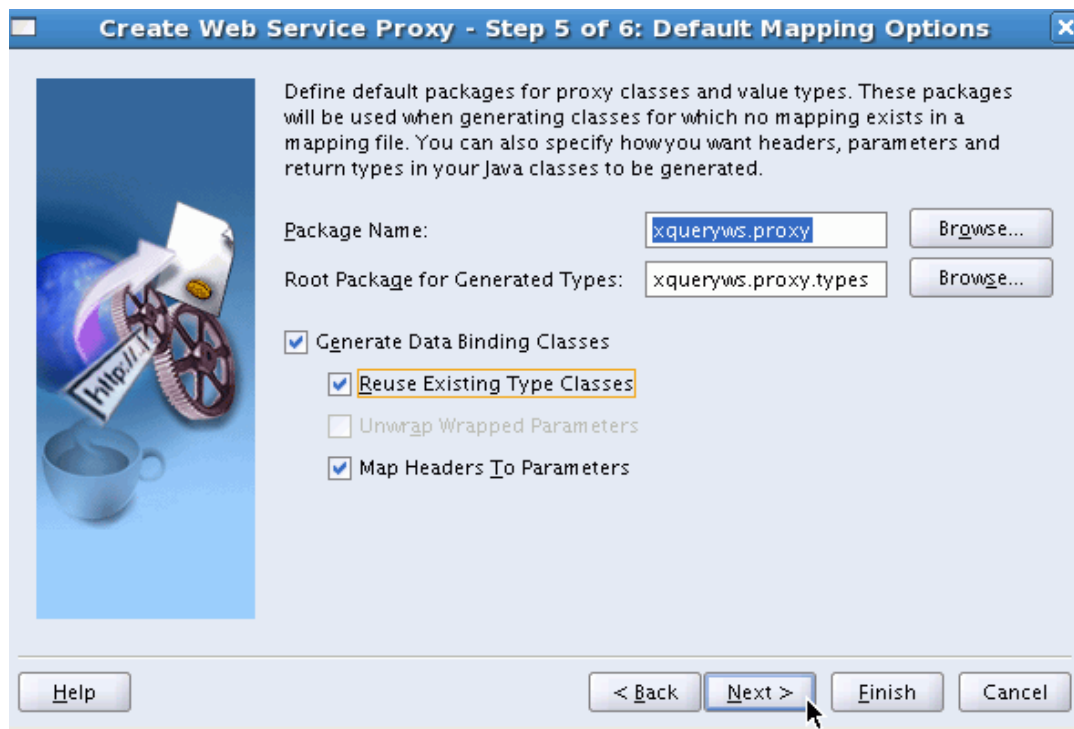 Create Web Service Proxy - Step 5 of 6: Default Mapping Options
Define default packages for proxy classes and value types. These packages
will be used when generating classes for which no mapping exists in a
mapping file. You can also specify howyou want headers, parameters and
return types in your Java classes to be generated.
Package Name: xqueryws.proxy Browse...
Root Package for Generated Types: xqueryws.proxy.types Browse...
Generate Data Binding Classes
Reuse Existing Type Classes
Unwrap Wrapped Parameters
Map Headers To Parameters
http://
Help < Back Next > Finish Cancel